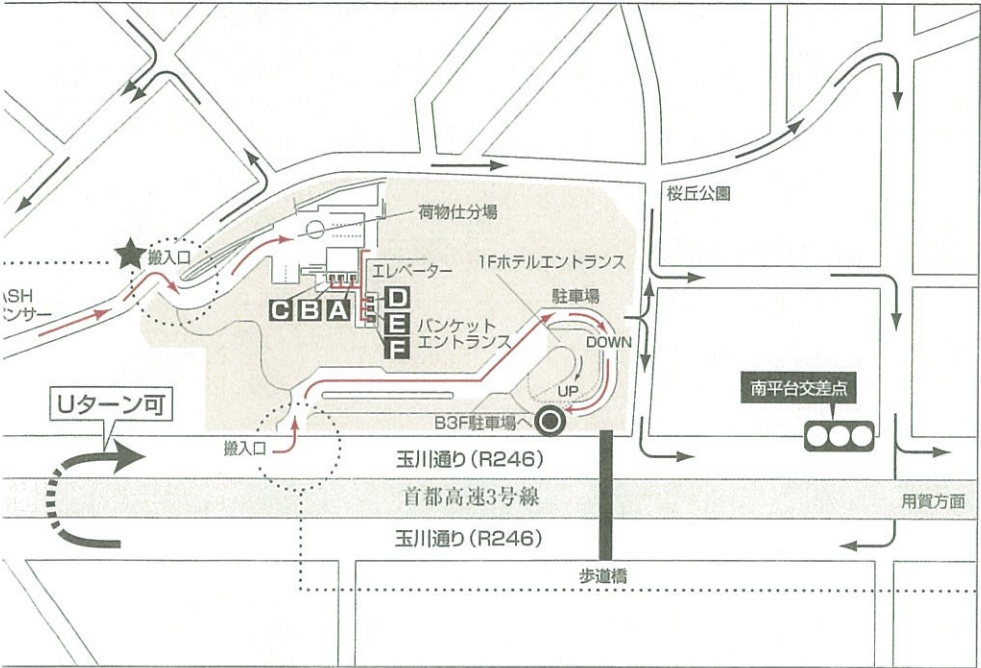 桜丘公園
荷物仕分場
搬入口
エレベーター
1Fホテルエントランス
駐車場
ASH
ンサー
C B A
D
E
F
バンケット
エントランス
DOWN
UP
南平台交差点
Uターン可
B3F駐車場へ
搬入口
玉川通り(R246)
首都高速3号線
用賀方面
玉川通り(R246)
歩道橋